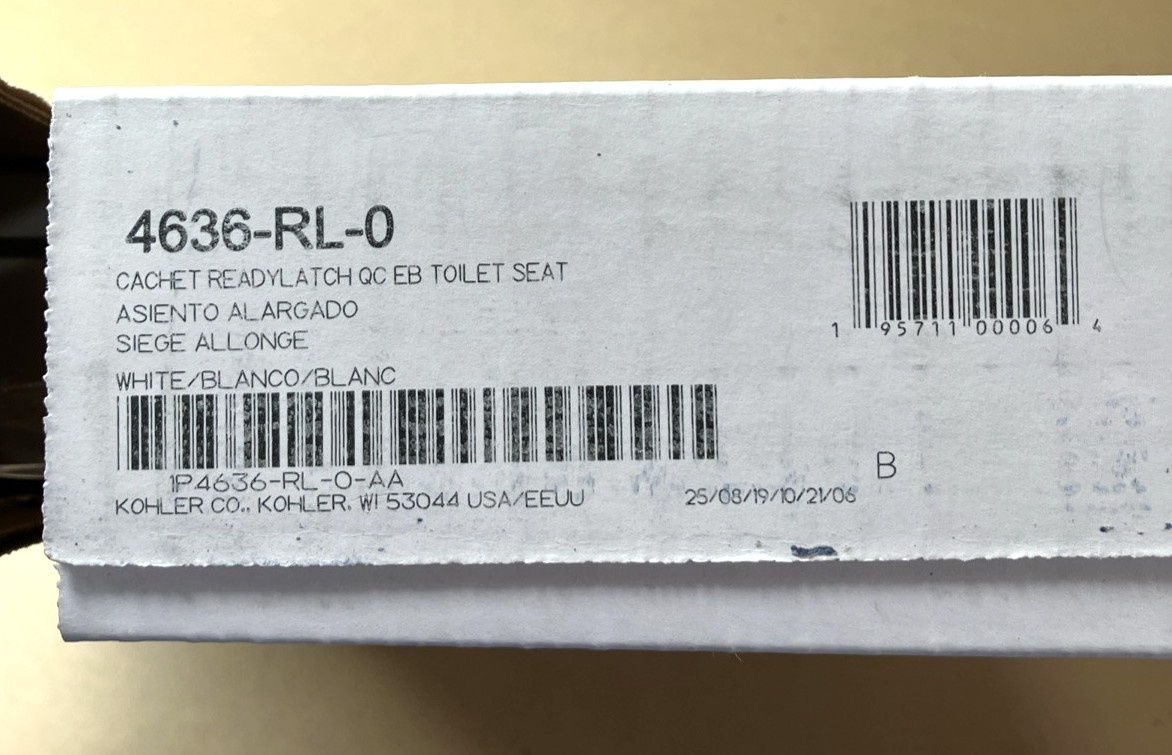 4636-RL-0
CACHET READYLATCH QC EB TOILET SEAT
ASIENTO ALARGADO
SIEGE ALLONGE
WHITE/BLANCO/BLANC
1P4636-RL-0-AA
KOHLER CO., KOHLER, WI 53044 USA/EEUU
25/08/19/10/21/06
B
1 95711 00006 4